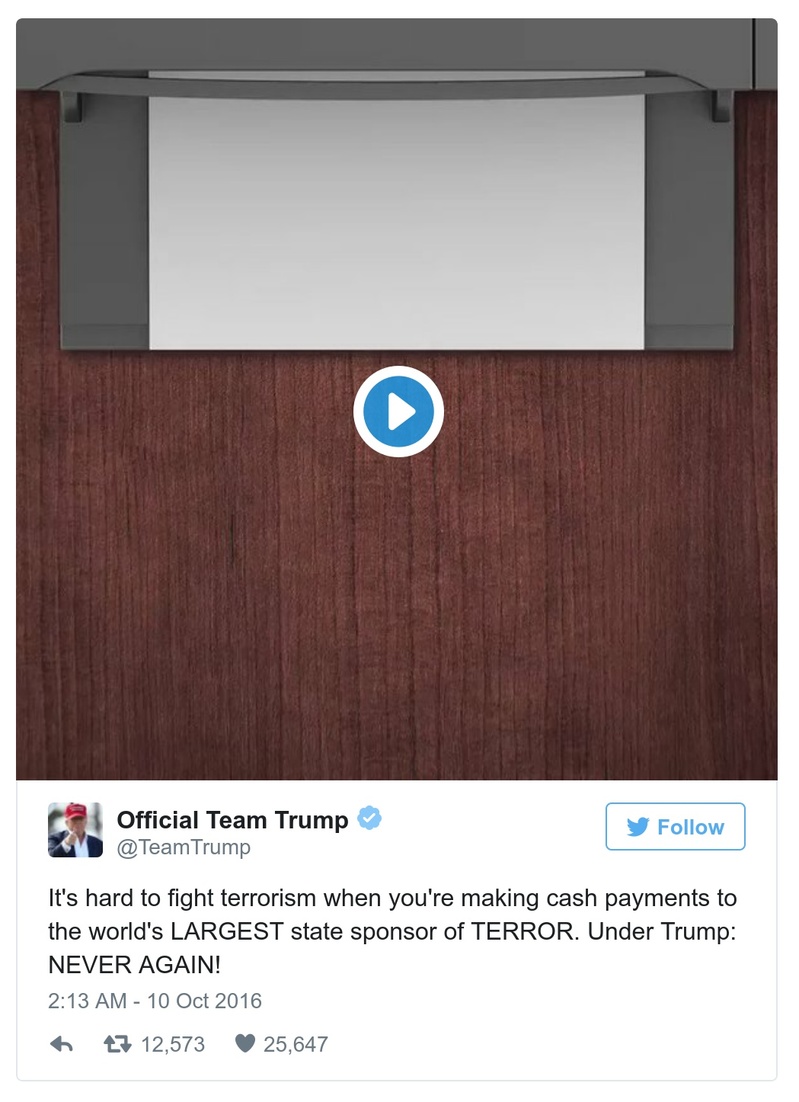 Official Team Trump
@TeamTrump
Follow
It's hard to fight terrorism when you're making cash payments to
the world's LARGEST state sponsor of TERROR. Under Trump:
NEVER AGAIN!
2:13 AM - 10 Oct 2016
12,573 25,647